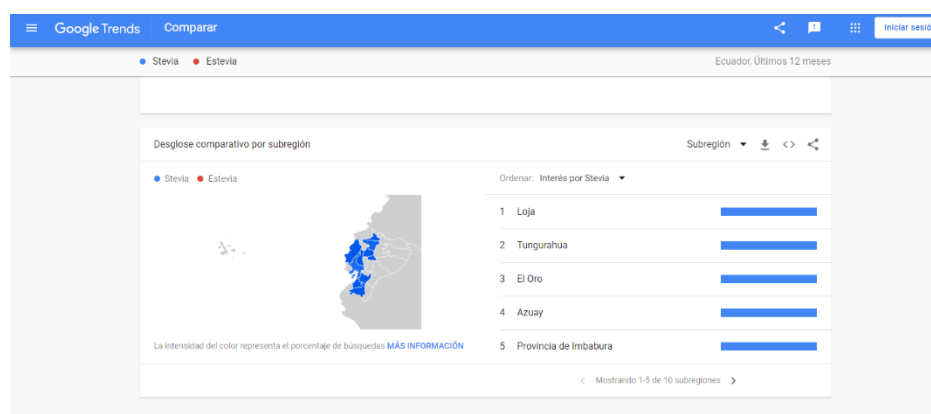 Google Trends Comparar Iniciar sesió
Stevia Estevia Ecuador, Últimos 12 meses
Desglose comparativo por subregión Subregión
Stevia Estevia Ordenar: Interés por Stevia
1 Loja
2 Tungurahua
3 El Oro
4 Azuay
5 Provincia de Imbabura
La intensidad del color representa el porcentaje de búsquedas MÁS INFORMACIÓN
Mostrando 1-5 de 10 subregiones